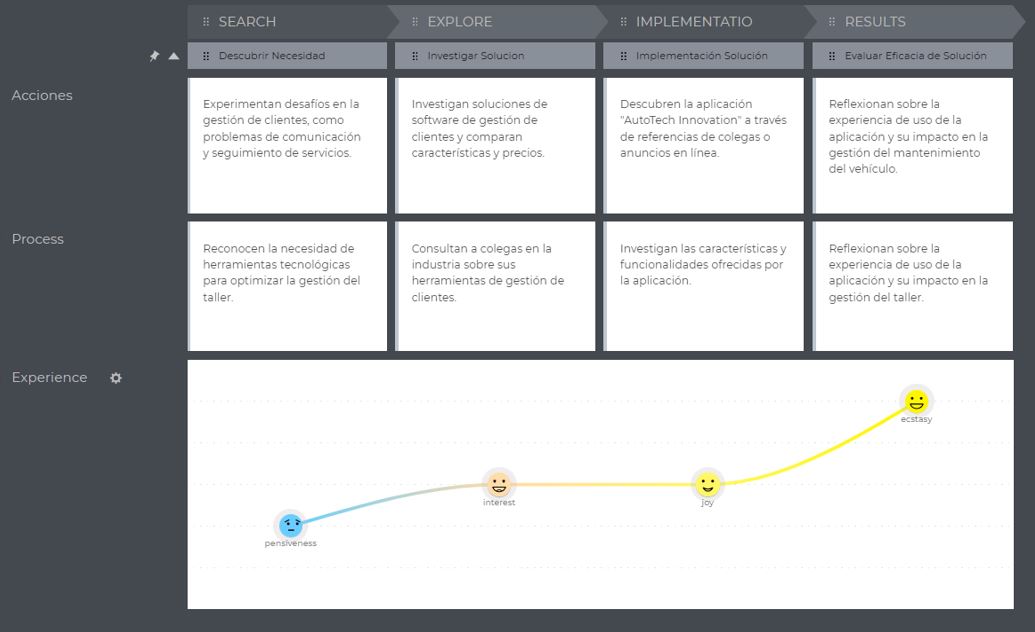 SEARCH
EXPLORE
IMPLEMENTATIO
RESULTS
Descubrir Necesidad
Investigar Solucion
Implementación Solución
Evaluar Eficacia de Solución
Acciones
Experimentan desafíos en la
gestión de clientes, como
problemas de comunicación
y seguimiento de servicios.
Investigan soluciones de
software de gestión de
clientes y comparan
características y precios.
Descubren la aplicación
"AutoTech Innovation" a través
de referencias de colegas o
anuncios en línea.
Reflexionan sobre la
experiencia de uso de la
aplicación y su impacto en la
gestión del mantenimiento
del vehículo.
Process
Reconocen la necesidad de
herramientas tecnológicas
para optimizar la gestión del
taller.
Consultan a colegas en la
industria sobre sus
herramientas de gestión de
clientes.
Investigan las características y
funcionalidades ofrecidas por
la aplicación.
Reflexionan sobre la
experiencia de uso de la
aplicación y su impacto en la
gestión del taller.
Experience
ecstasy
interest
joy
pensiveness